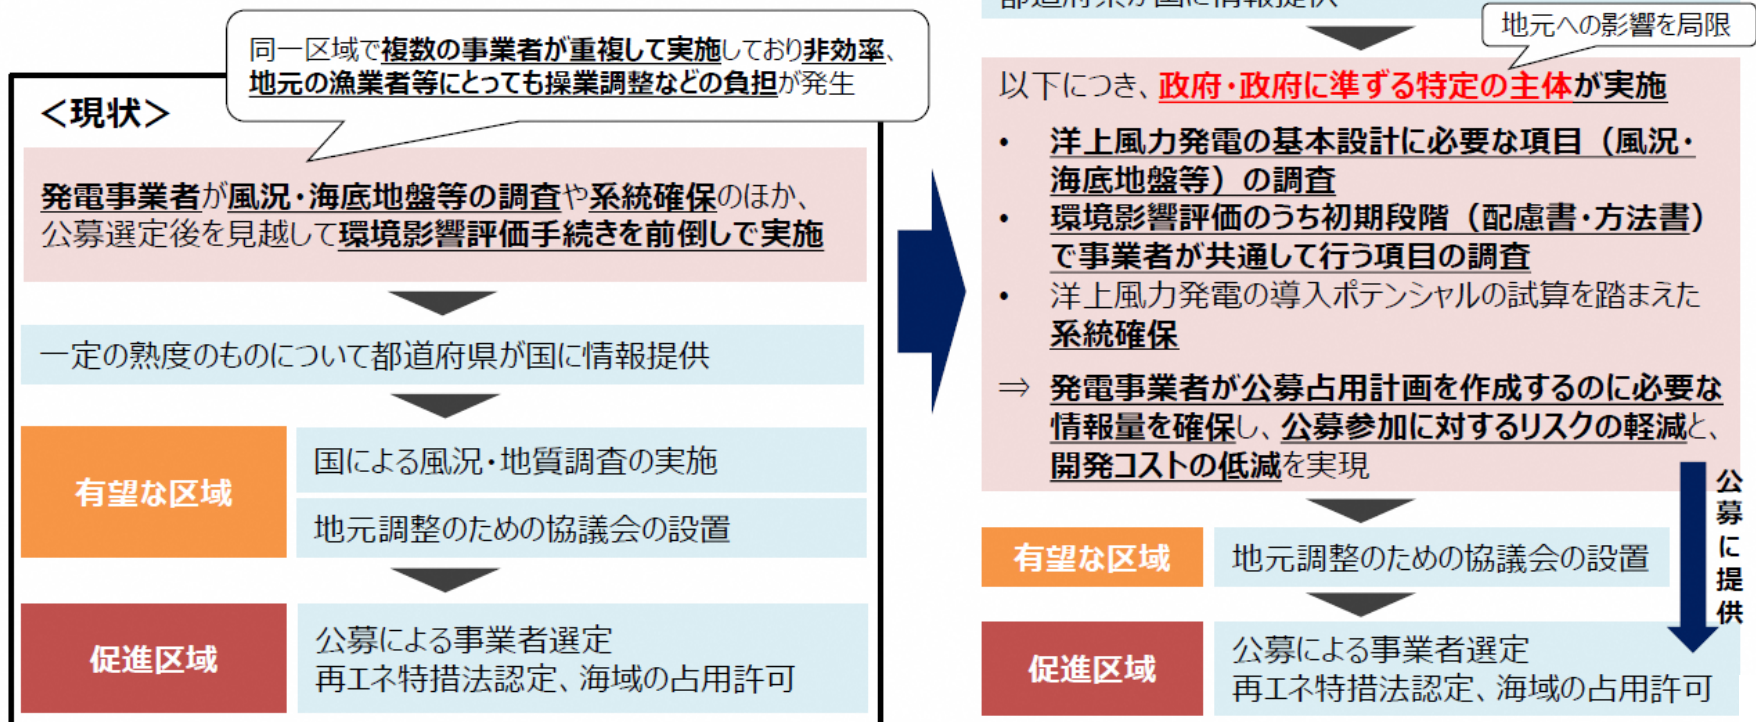 同一区域で複数の事業者が重複して実施しており非効率、
地元の漁業者等にとっても操業調整などの負担が発生
＜現状＞
発電事業者が風況・海底地盤等の調査や系統確保のほか、
公募選定後を見越して環境影響評価手続きを前倒しで実施
一定の熟度のものについて都道府県が国に情報提供
有望な区域
国による風況・地質調査の実施
地元調整のための協議会の設置
促進区域
公募による事業者選定
再エネ特措法認定、海域の占用許可
都道府県が国に情報提供
地元への影響を局限
以下につき、政府・政府に準ずる特定の主体が実施
• 洋上風力発電の基本設計に必要な項目（風況・
海底地盤等）の調査
• 環境影響評価のうち初期段階（配慮書・方法書）
で事業者が共通して行う項目の調査
• 洋上風力発電の導入ポテンシャルの試算を踏まえた
系統確保
⇒ 発電事業者が公募占用計画を作成するのに必要な
情報量を確保し、公募参加に対するリスクの軽減と、
開発コストの低減を実現
公募に提供
有望な区域
地元調整のための協議会の設置
促進区域
公募による事業者選定
再エネ特措法認定、海域の占用許可